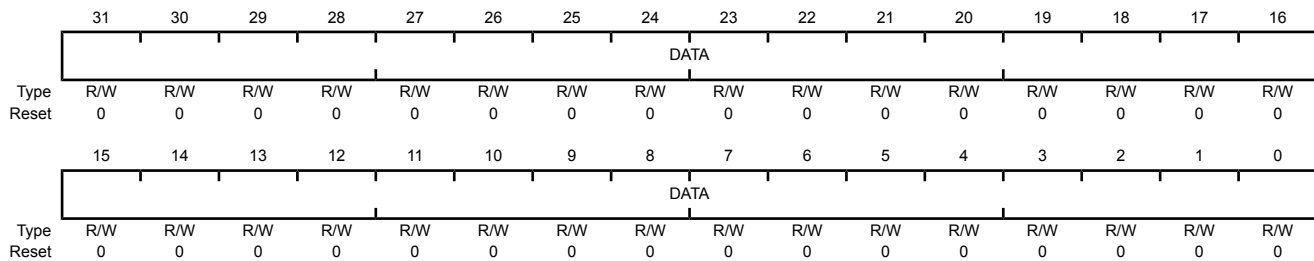 31 30 29 28 27 26 25 24 23 22 21 20 19 18 17 16
DATA
Type R/W R/W R/W R/W R/W R/W R/W R/W R/W R/W R/W R/W R/W R/W R/W R/W
Reset 0 0 0 0 0 0 0 0 0 0 0 0 0 0 0 0
15 14 13 12 11 10 9 8 7 6 5 4 3 2 1 0
DATA
Type R/W R/W R/W R/W R/W R/W R/W R/W R/W R/W R/W R/W R/W R/W R/W R/W
Reset 0 0 0 0 0 0 0 0 0 0 0 0 0 0 0 0